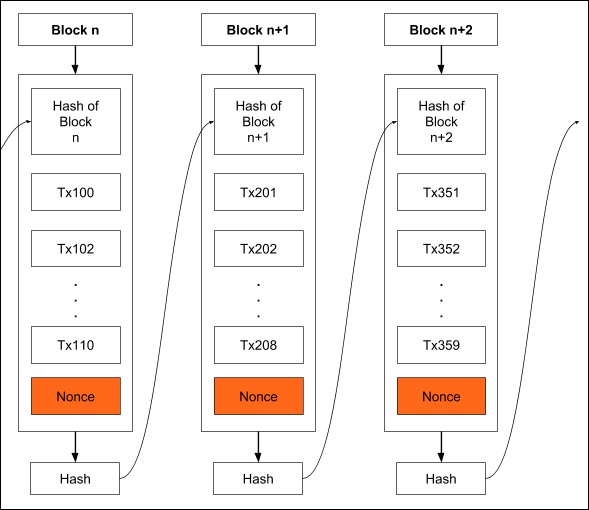 Block n
Hash of
Block
n
Tx100
Tx102
.
.
.
Tx110
Nonce
Hash
Block n+1
Hash of
Block
n+1
Tx201
Tx202
.
.
.
Tx208
Nonce
Hash
Block n+2
Hash of
Block
n+2
Tx351
Tx352
.
.
.
Tx359
Nonce
Hash